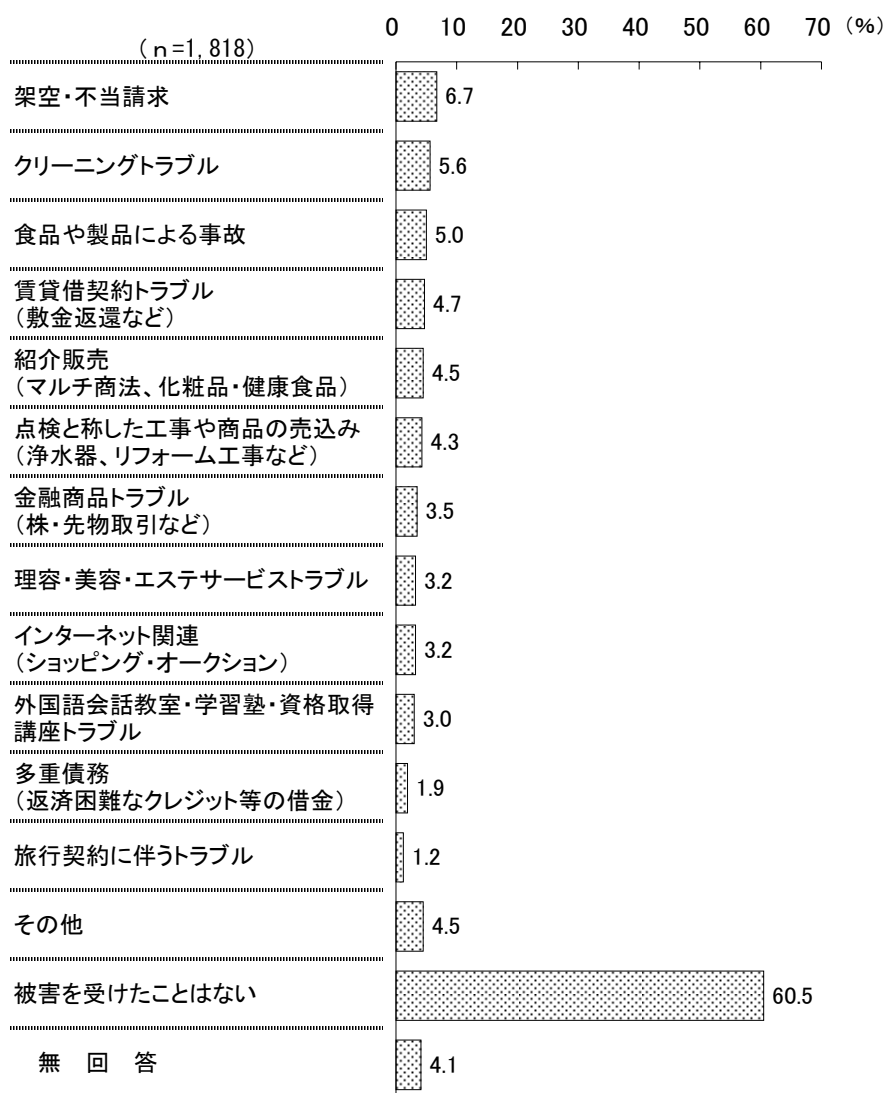 0 10 20 30 40 50 60 70 (%)
(n=1,818)
架空・不当請求 6.7
クリーニングトラブル 5.6
食品や製品による事故 5.0
賃貸借契約トラブル
(敷金返還など) 4.7
紹介販売
(マルチ商法、化粧品・健康食品) 4.5
点検と称した工事や商品の売込み
(浄水器、リフォーム工事など) 4.3
金融商品トラブル
(株・先物取引など) 3.5
理容・美容・エステサービストラブル 3.2
インターネット関連
(ショッピング・オークション) 3.2
外国語会話教室・学習塾・資格取得
講座トラブル 3.0
多重債務
(返済困難なクレジット等の借金) 1.9
旅行契約に伴うトラブル 1.2
その他 4.5
被害を受けたことはない 60.5
無 回 答 4.1